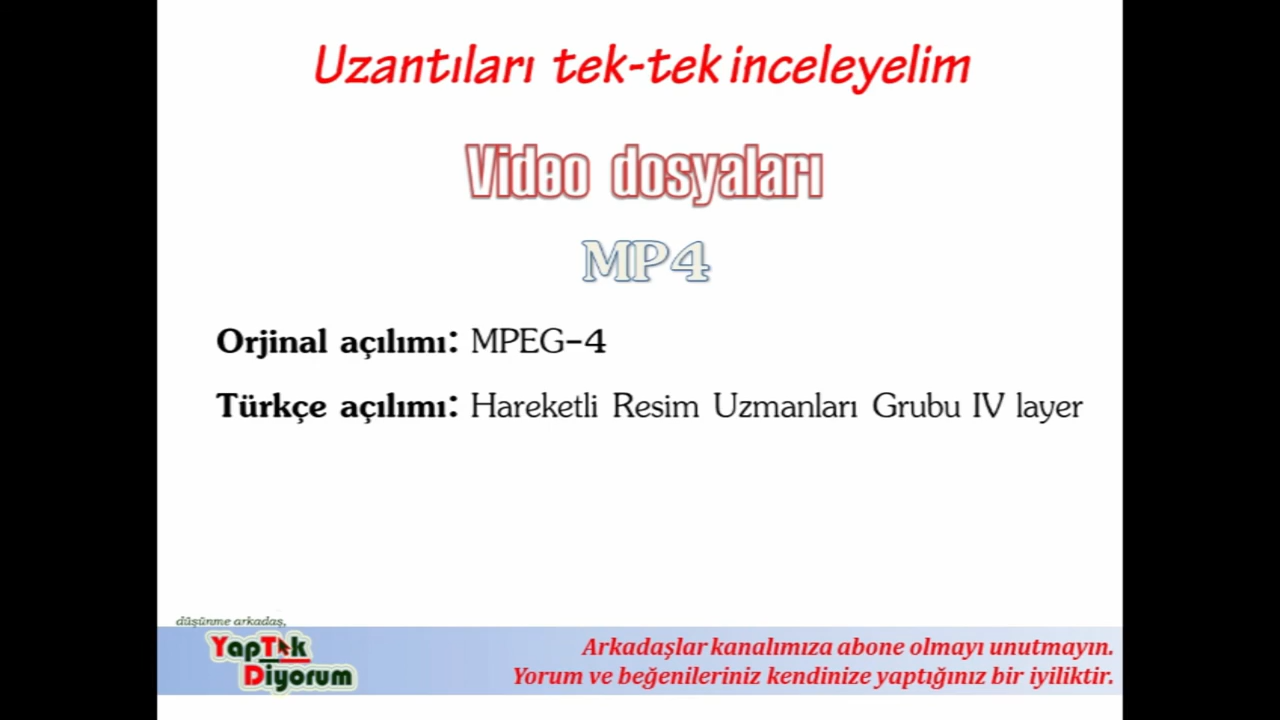 Uzantıları tek-tek inceleyelim
Video dosyaları
MP4
Orjinal açılımı: MPEG-4
Türkçe açılımı: Hareketli Resim Uzmanları Grubu IV layer
düşünme arkadaş,
YapTek
Diyorum
Arkadaşlar kanalımıza abone olmayı unutmayın.
Yorum ve beğenileriniz kendinize yaptığınız bir iyiliktir.